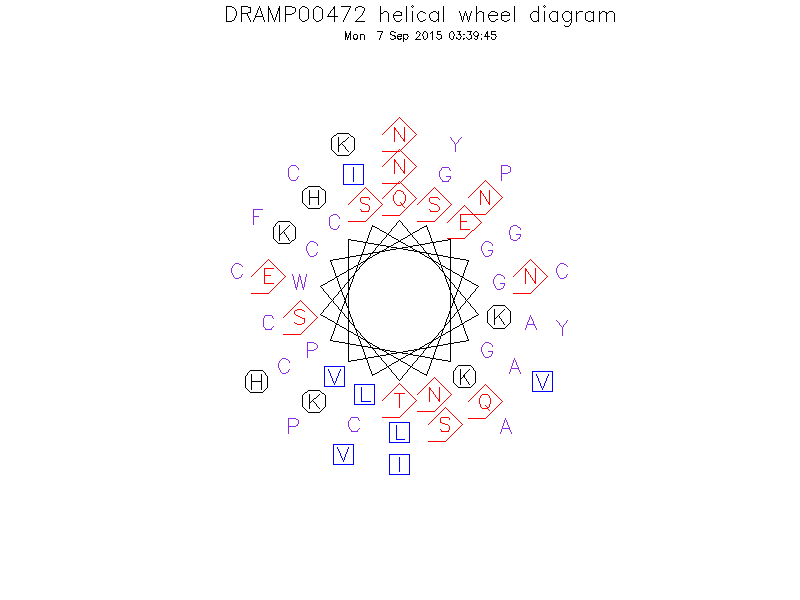 DRAMP00472 helical wheel diagram
Mon 7 Sep 2015 03:39:45
N
K Y
C I N G P
H S Q S N
F K C E G
C G
C E W G N C
C S K A Y
P G
H C V K A V
K L T N Q
P C L S A
V I